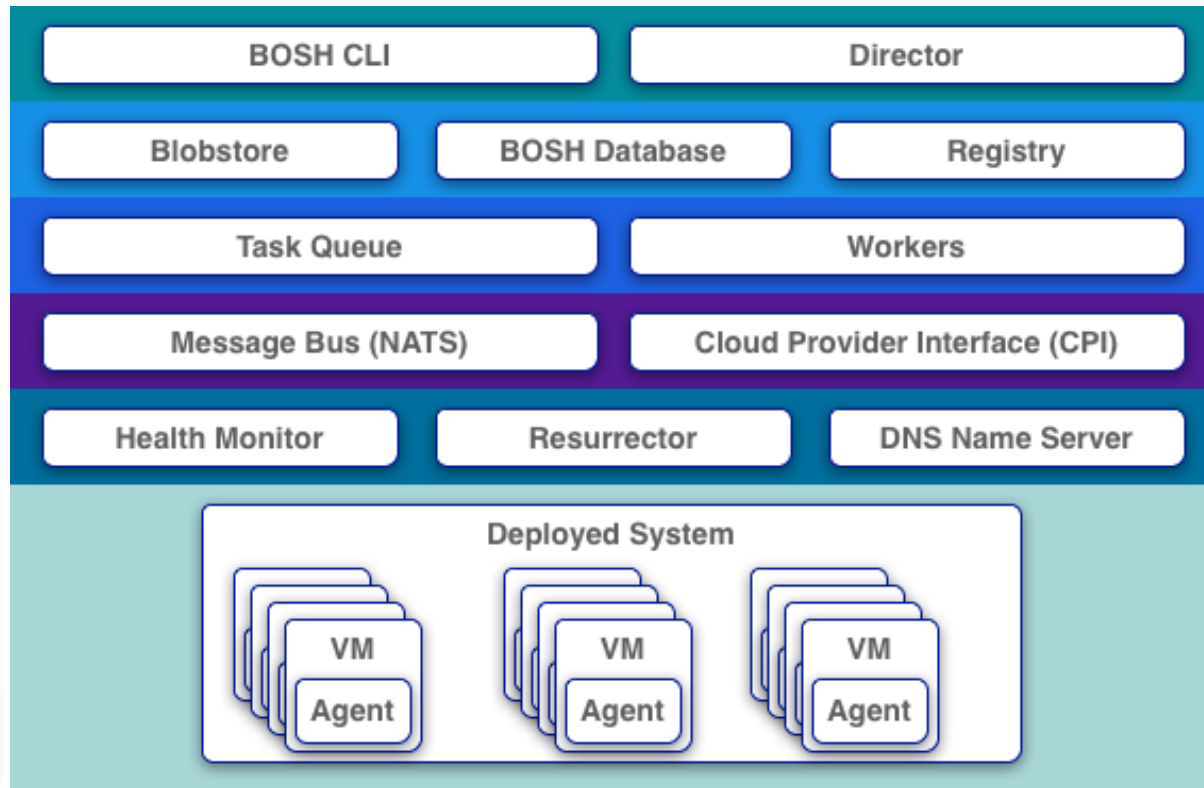 BOSH CLI
Director
Blobstore
BOSH Database
Registry
Task Queue
Workers
Message Bus (NATS)
Cloud Provider Interface (CPI)
Health Monitor
Resurrector
DNS Name Server
Deployed System
VM
Agent
VM
Agent
VM
Agent